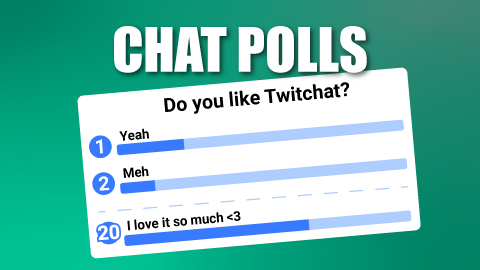 CHAT POLLS
Do you like Twitchat?
Yeah
1
Meh
2
I love it so much <3
20